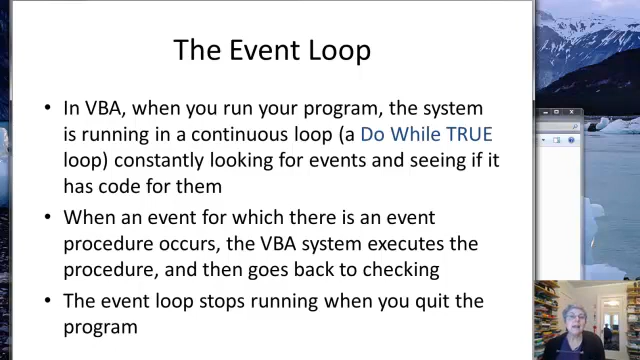 The Event Loop
• In VBA, when you run your program, the system
is running in a continuous loop (a Do While TRUE
loop) constantly looking for events and seeing if it
has code for them
• When an event for which there is an event
procedure occurs, the VBA system executes the
procedure, and then goes back to checking
• The event loop stops running when you quit the
program